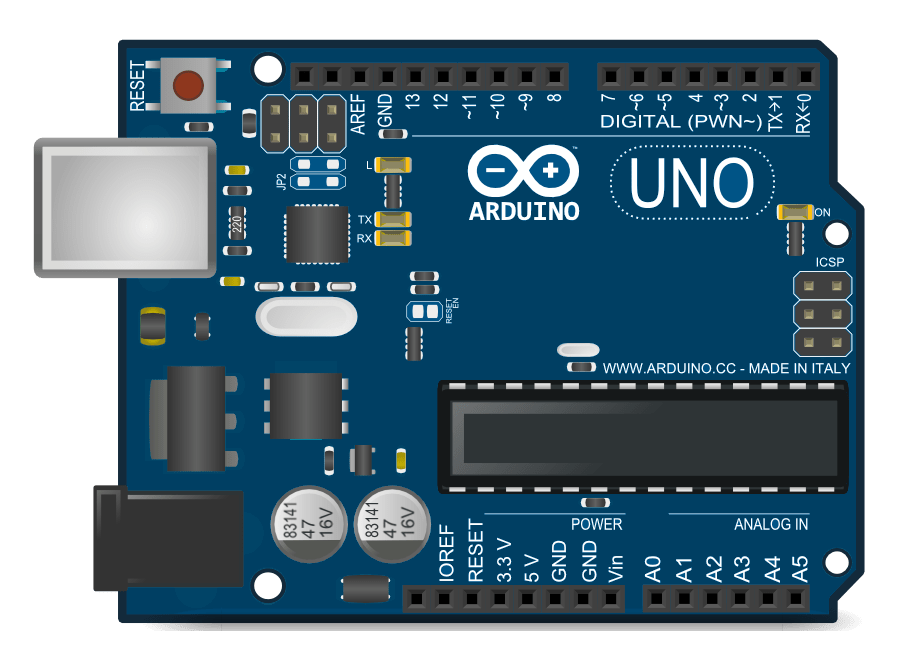 RESET
AREF
GND
13
12
~11
~10
~9
8
7
~6
~5
4
~3
2
TX→1
RX←0
DIGITAL (PWN~)
JP2
L
TX
RX
220
ARDUINO
™
UNO
ON
ICSP
RESET
EN
WWW.ARDUINO.CC - MADE IN ITALY
83141
47
16V
83141
47
16V
POWER
ANALOG IN
IOREF
RESET
3.3 V
5 V
GND
GND
Vin
A0
A1
A2
A3
A4
A5